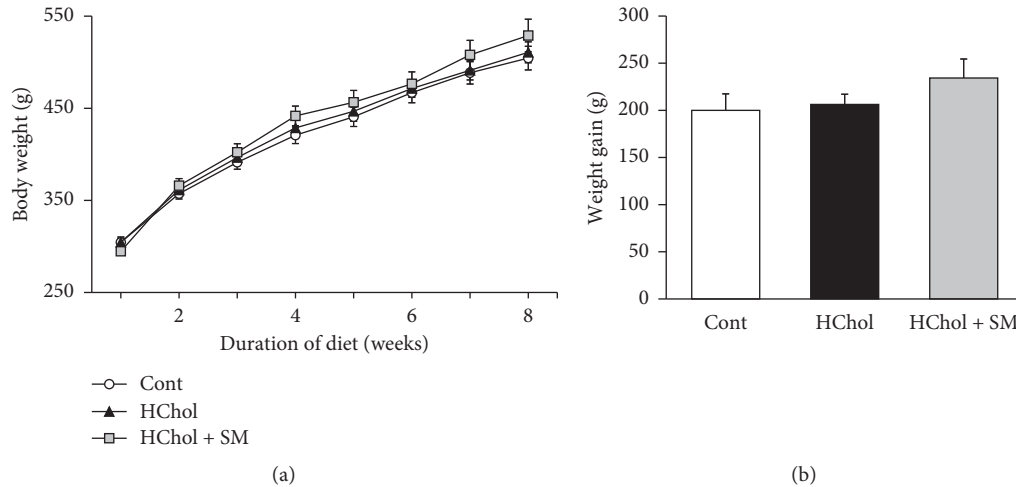 550
450
350
250
Body weight (g)
2 4 6 8
Duration of diet (weeks)
Cont
HChol
HChol + SM
(a)
300
250
200
150
100
50
0
Weight gain (g)
Cont HChol HChol + SM
(b)